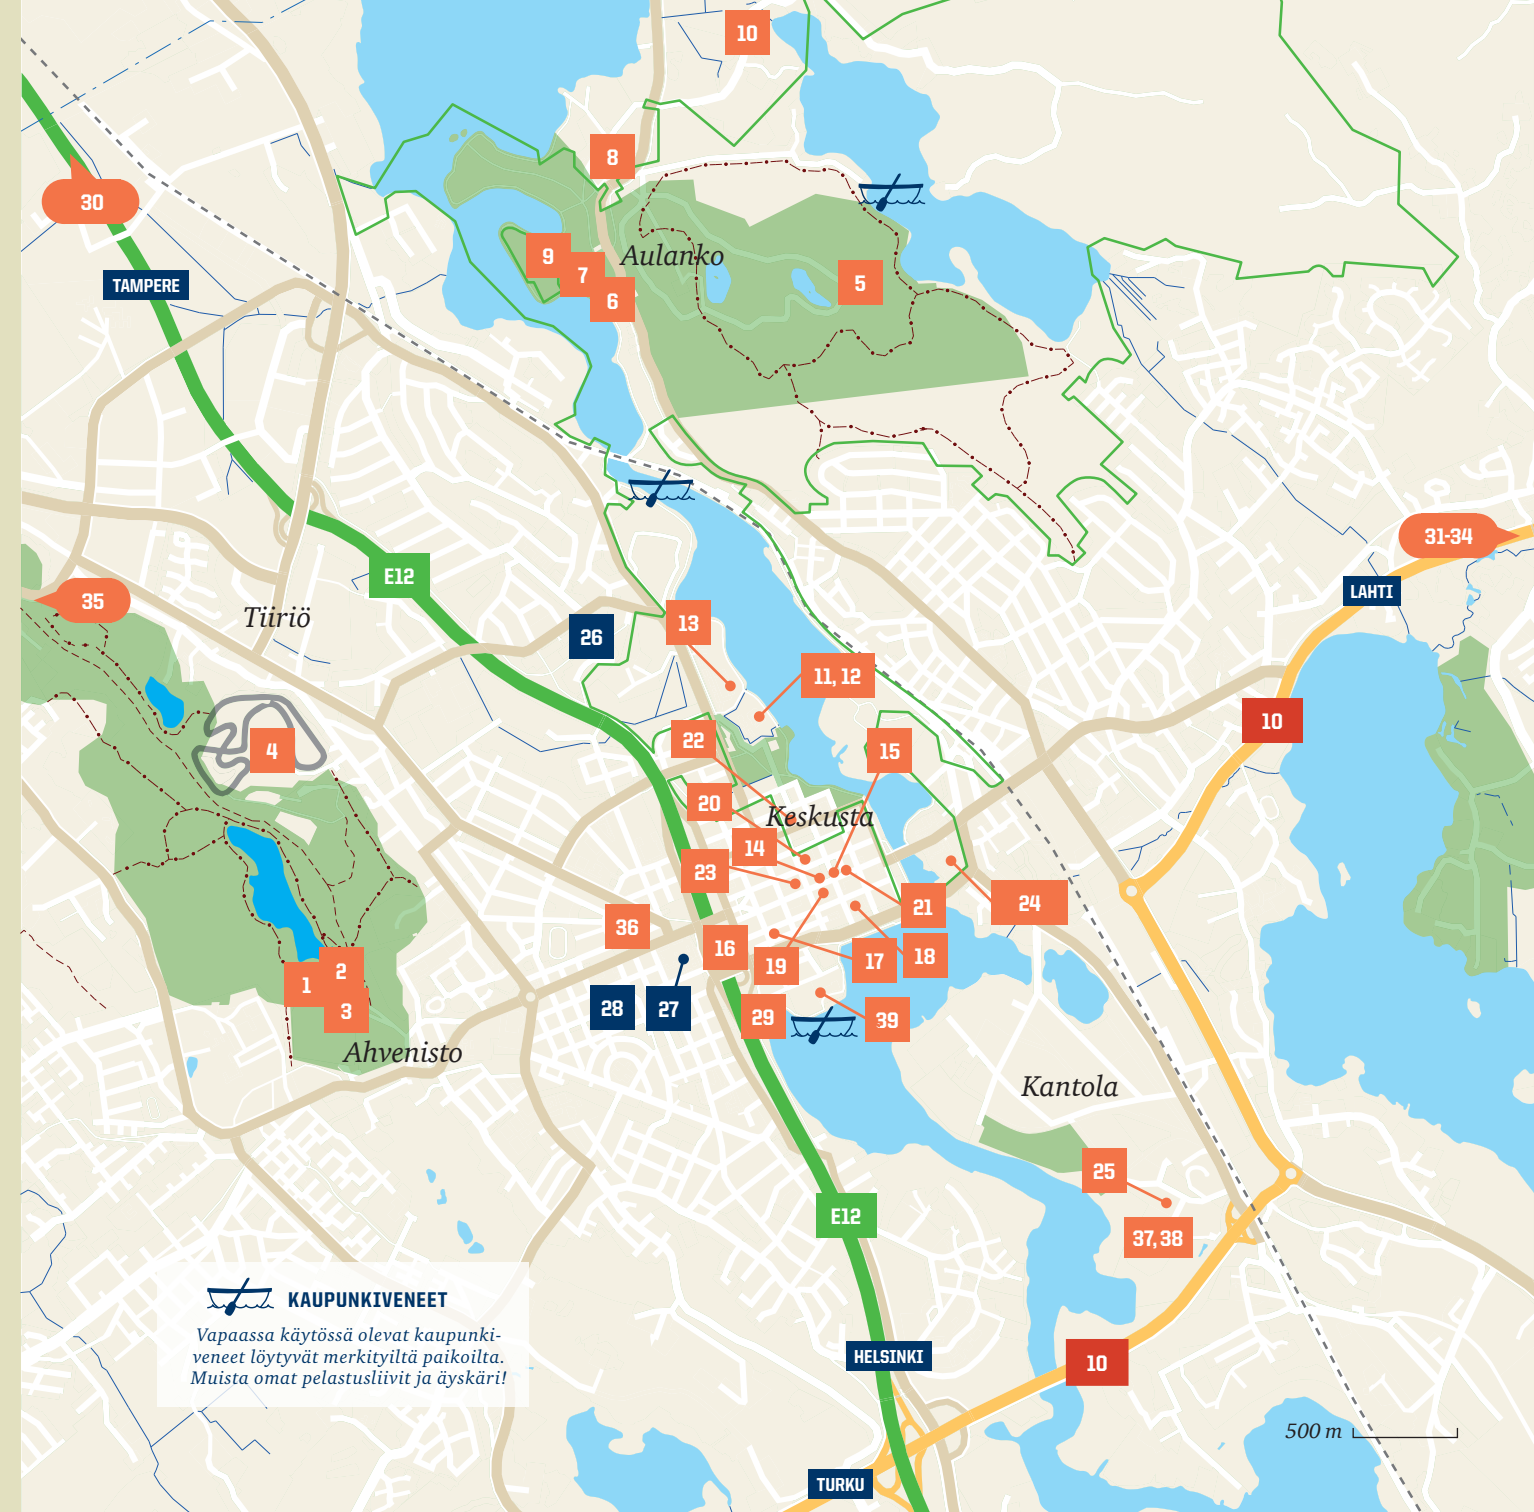 10
8
30
9
7
Aulanko
5
6
TAMPERE
31-34
E12
LAHTI
35
Tiiriö
13
26
11, 12
10
22
15
4
20
Keskusta
14
23
24
21
36
16
18
17
19
2
1
3
28
27
29
39
Ahvenisto
Kantola
25
E12
37, 38
KAUPUNKIVENEET
Vapaassa käytössä olevat kaupunki-
veneet löytyvät merkityiltä paikoilta.
Muista omat pelastusliivit ja äyskäri!
HELSINKI
10
500 m
TURKU